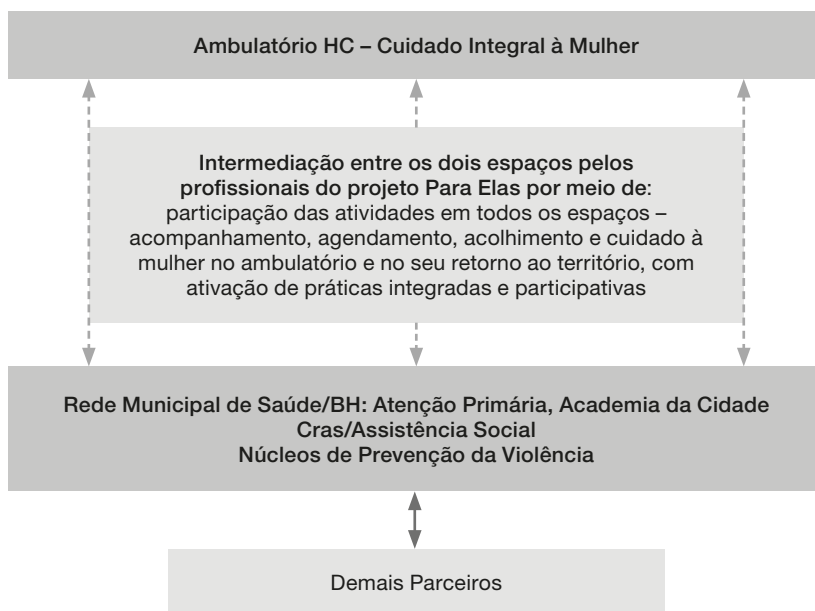 Ambulatório HC – Cuidado Integral à Mulher
Intermediação entre os dois espaços pelos
profissionais do projeto Para Elas por meio de:
participação das atividades em todos os espaços –
acompanhamento, agendamento, acolhimento e cuidado à
mulher no ambulatório e no seu retorno ao território, com
ativação de práticas integradas e participativas
Rede Municipal de Saúde/BH: Atenção Primária, Academia da Cidade
Cras/Assistência Social
Núcleos de Prevenção da Violência
Demais Parceiros